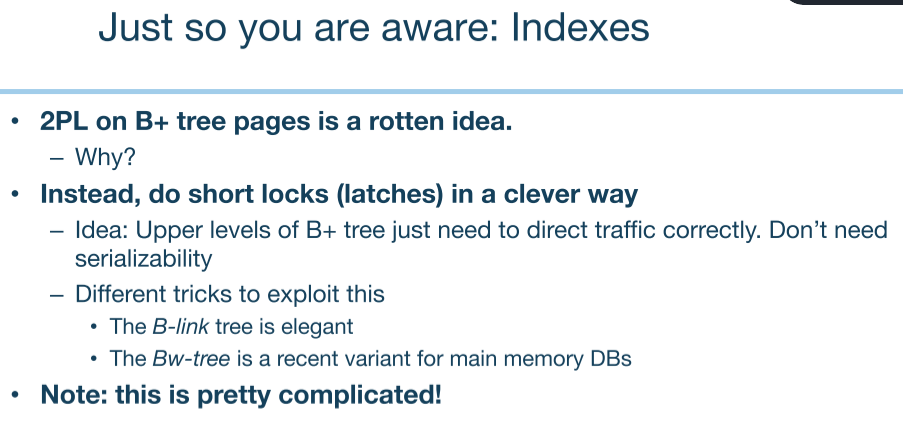 Just so you are aware: Indexes
• 2PL on B+ tree pages is a rotten idea.
– Why?
• Instead, do short locks (latches) in a clever way
– Idea: Upper levels of B+ tree just need to direct traffic correctly. Don’t need
serializability
– Different tricks to exploit this
• The B-link tree is elegant
• The Bw-tree is a recent variant for main memory DBs
• Note: this is pretty complicated!